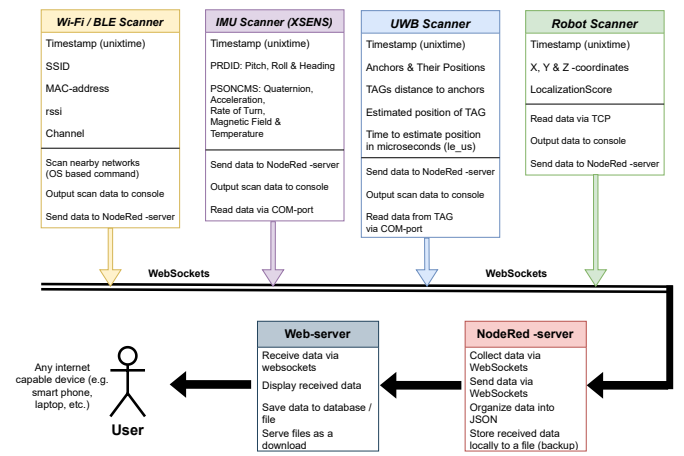 Wi-Fi / BLE Scanner
Timestamp (unixtime)
SSID
MAC-address
rssi
Channel
Scan nearby networks
(OS based command)
Output scan data to console
Send data to NodeRed -server
IMU Scanner (XSENS)
Timestamp (unixtime)
PRDID: Pitch, Roll & Heading
PSONCMS: Quaternion,
Acceleration,
Rate of Turn,
Magnetic Field &
Temperature
Send data to NodeRed -server
Output scan data to console
Read data via COM-port
UWB Scanner
Timestamp (unixtime)
Anchors & Their Positions
TAGs distance to anchors
Estimated position of TAG
Time to estimate position
in microseconds (le_us)
Send data to NodeRed -server
Output scan data to console
Read data from TAG
via COM-port
Robot Scanner
Timestamp (unixtime)
X, Y & Z -coordinates
LocalizationScore
Read data via TCP
Output data to console
Send data to NodeRed -server
WebSockets
WebSockets
Any internet
capable device (e.g.
smart phone,
laptop, etc.)
User
Web-server
Receive data via
websockets
Display received data
Save data to database /
file
Serve files as a
download
NodeRed -server
Collect data via
WebSockets
Send data via
WebSockets
Organize data into
JSON
Store received data
locally to a file (backup)